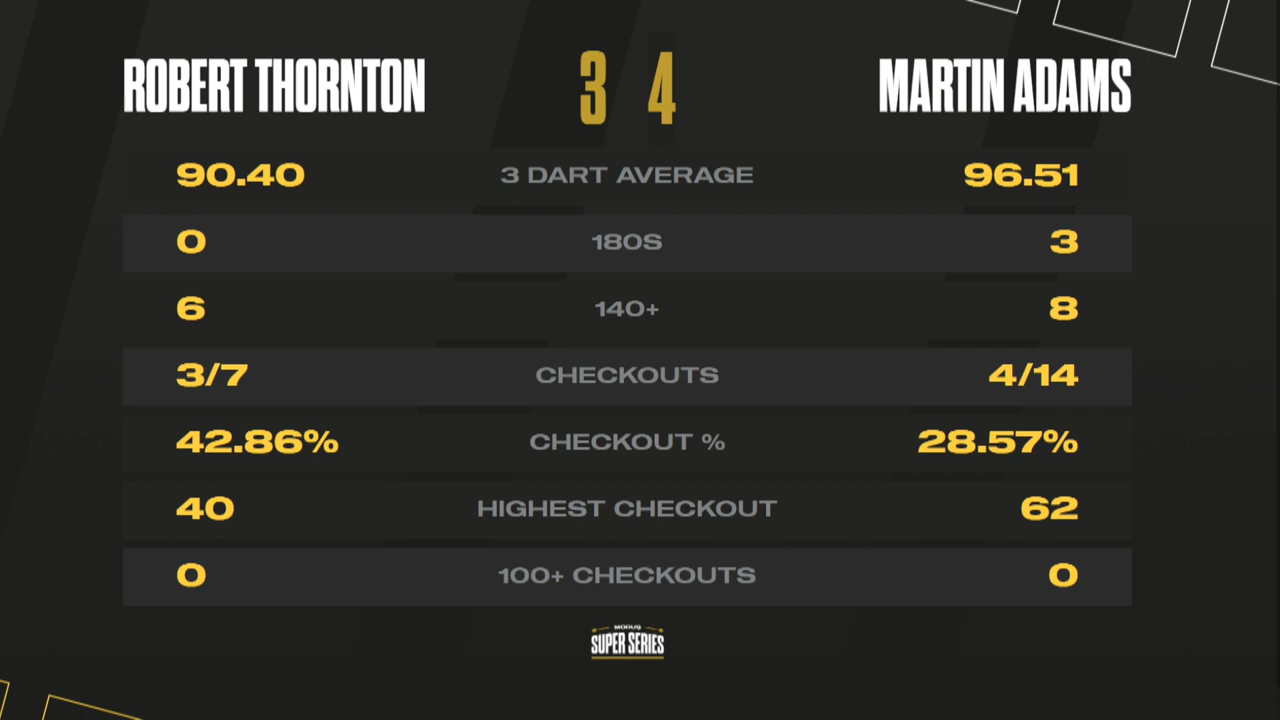 ROBERT THORNTON 3 4 MARTIN ADAMS
90.40 3 DART AVERAGE 96.51
0 180S 3
6 140+ 8
3/7 CHECKOUTS 4/14
42.86% CHECKOUT % 28.57%
40 HIGHEST CHECKOUT 62
0 100+ CHECKOUTS 0
MODUS
SUPER SERIES